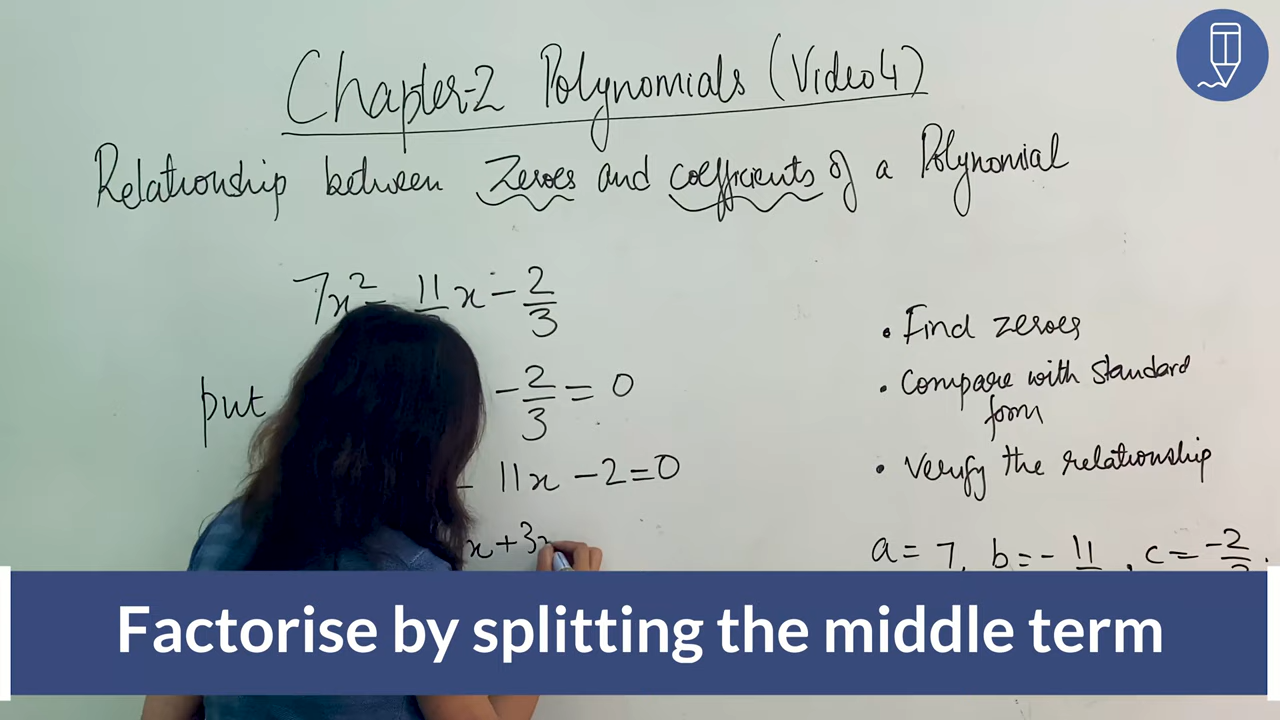 Chapter-2 Polynomials (Video 4)
Relationship between Zeroes and coefficients of a Polynomial
7x² - 11x - 2/3
put - 2/3 = 0
- 11x - 2 = 0
x + 3x
• Find zeroes
• Compare with standard
form
• Verify the relationship
a = 7, b = - 11, c = -2
Factorise by splitting the middle term